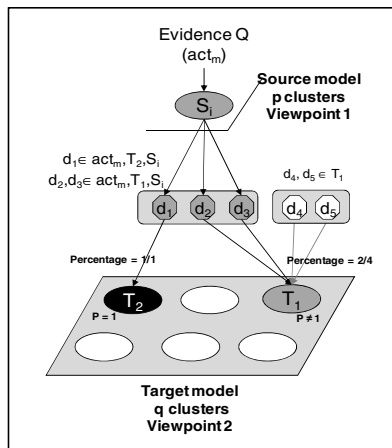 Evidence Q
(act_m)
Source model
p clusters
Viewpoint 1
S_i
d_1∈ act_m,T_2,S_i
d_2,d_3∈ act_m,T_1,S_i
d_4, d_5 ∈ T_1
d_1 d_2 d_3 d_4 d_5
Percentage = 1/1
Percentage = 2/4
T_2
T_1
P = 1
P ≠ 1
Target model
q clusters
Viewpoint 2